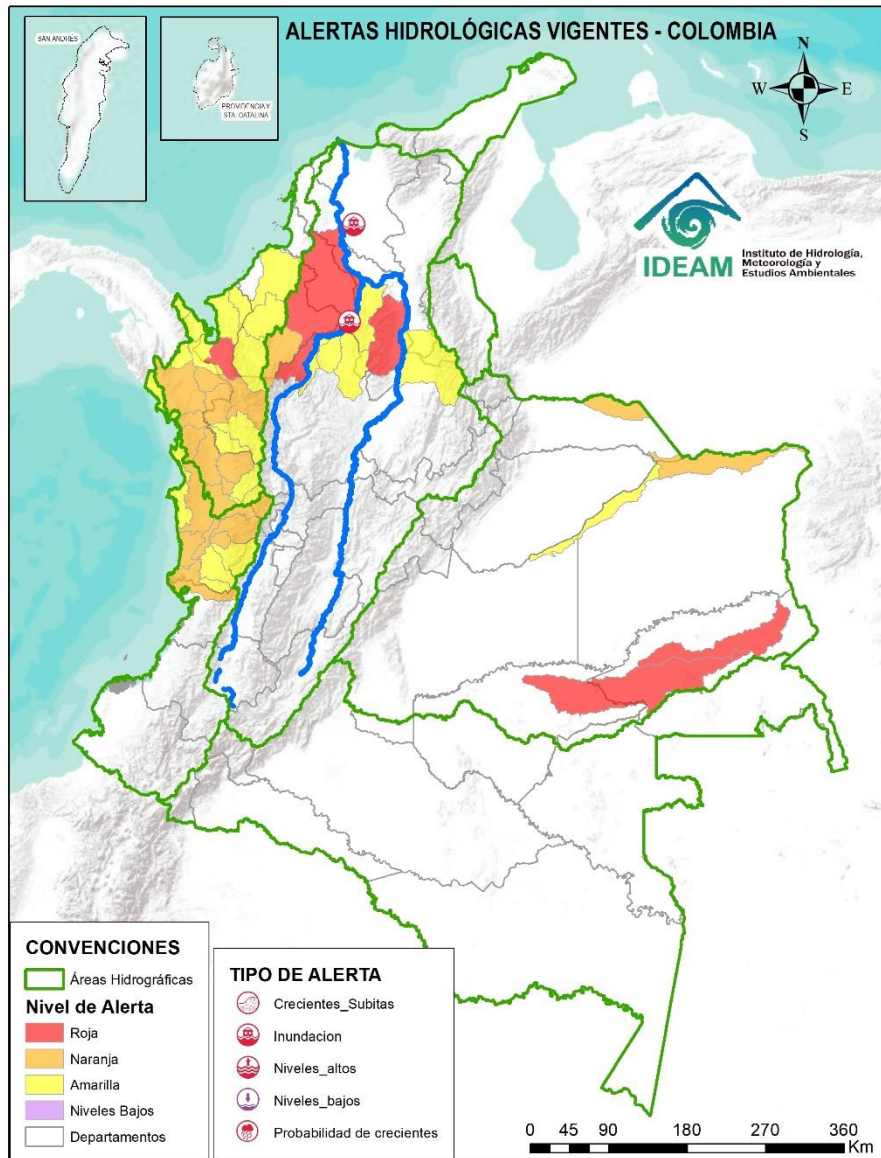 ALERTAS HIDROLÓGICAS VIGENTES - COLOMBIA
SAN ANDRÉS
PROVIDENCIA Y
STA. CATALINA
N
W
E
S
IDEAM
Instituto de Hidrología,
Meteorología y
Estudios Ambientales
CONVENCIONES
Áreas Hidrográficas
Nivel de Alerta
Roja
Naranja
Amarilla
Niveles Bajos
Departamentos
TIPO DE ALERTA
Crecientes_Subitas
Inundacion
Niveles_altos
Niveles_bajos
Probabilidad de crecientes
0 45 90 180 270 360
Km